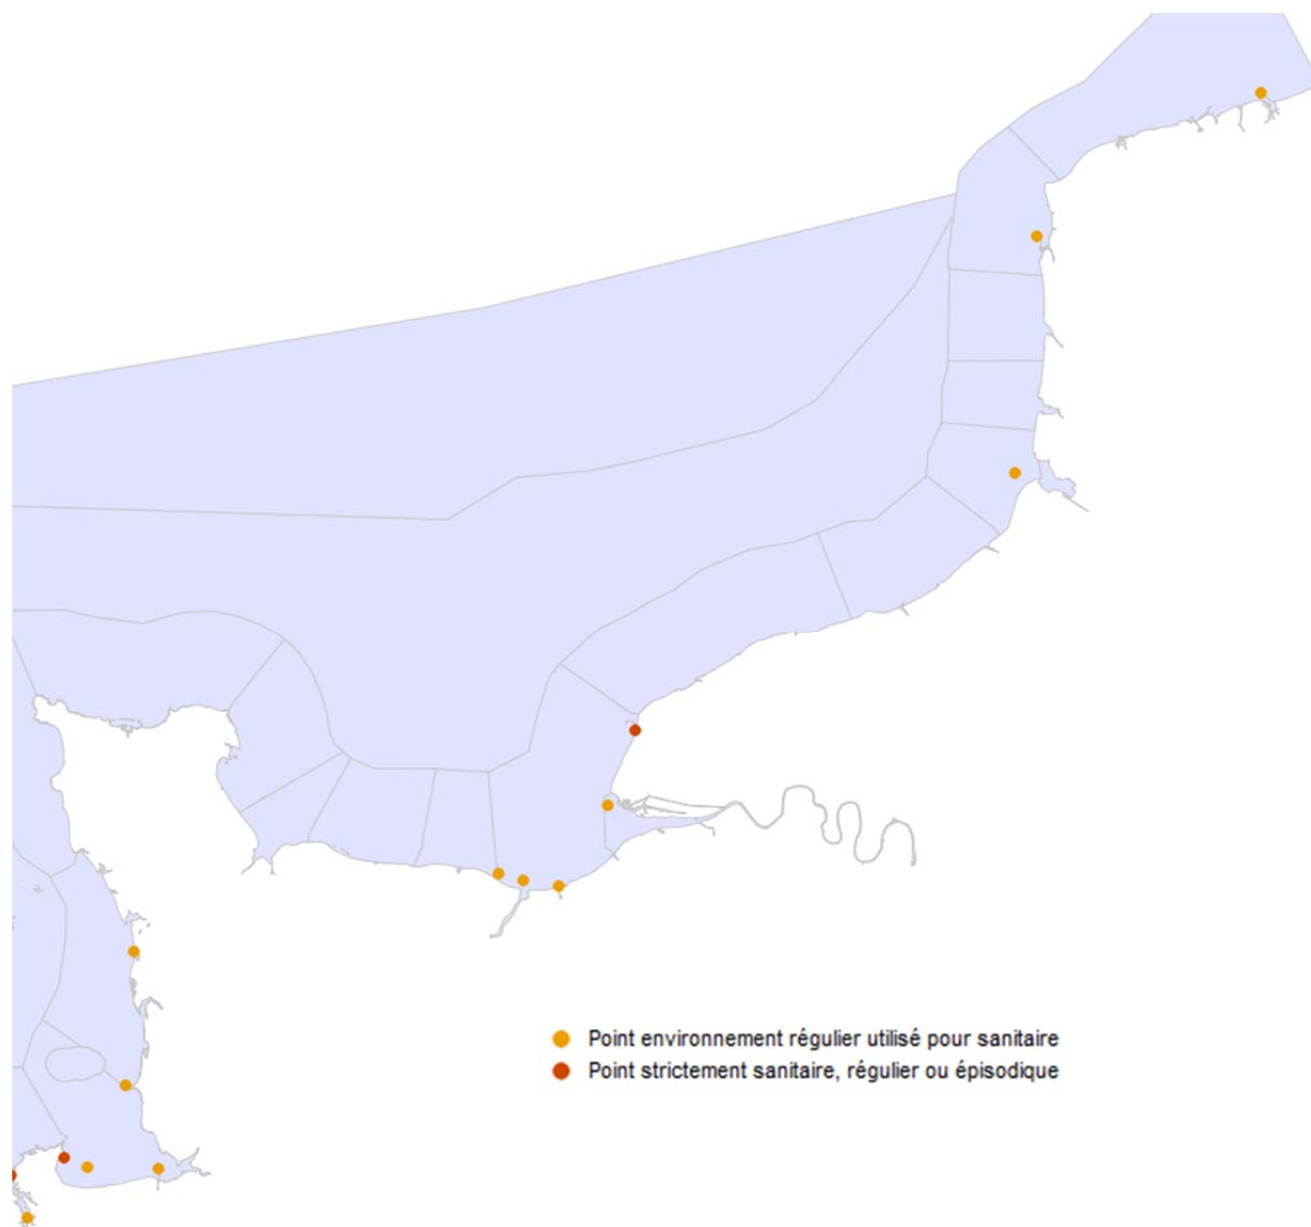 Point environnement régulier utilisé pour sanitaire
Point strictement sanitaire, régulier ou épisodique